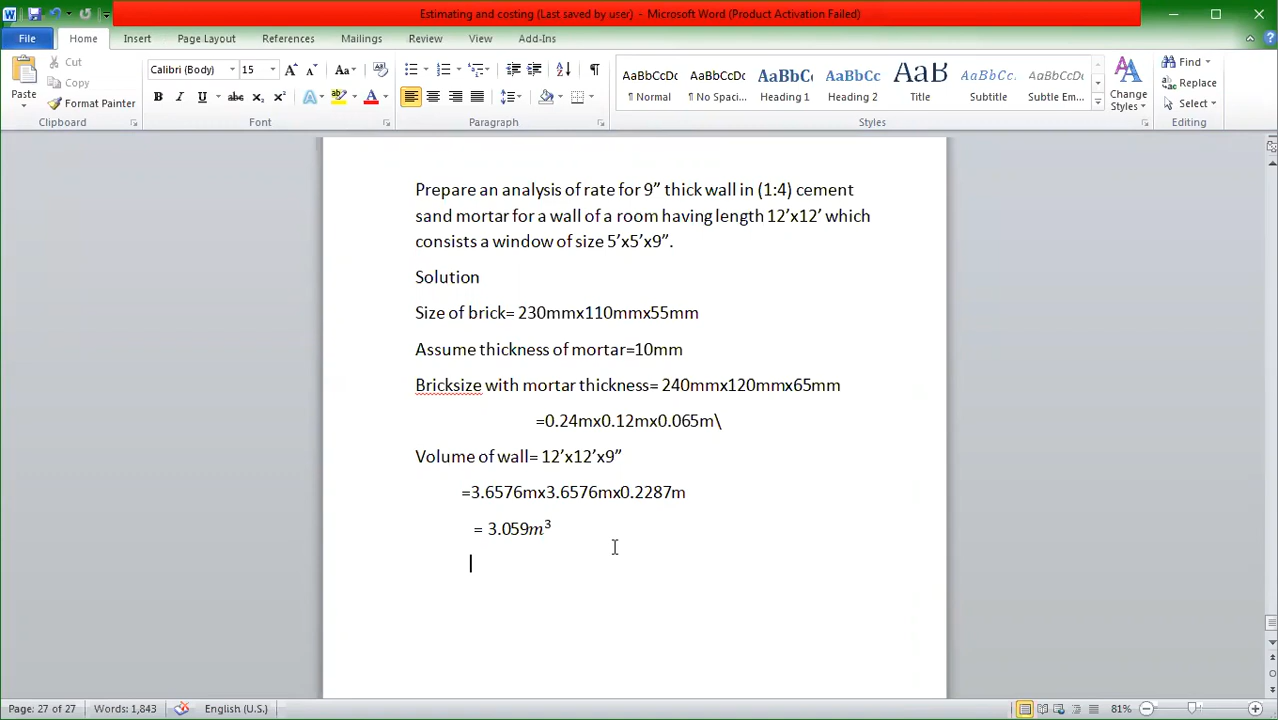 Estimating and costing (Last saved by user) - Microsoft Word (Product Activation Failed)
File Home Insert Page Layout References Mailings Review View Add-Ins
Cut
Copy
Format Painter
Paste
Clipboard
Calibri (Body) 15
Font
Paragraph
AaBbCcDc AaBbCcDc AaBbCc AaBbCc AaB AaBbCcDc AaBbCcDc
¶ Normal ¶ No Spaci... Heading 1 Heading 2 Title Subtitle Subtle Em...
Styles
Change Styles
Find
Replace
Select
Editing
Prepare an analysis of rate for 9” thick wall in (1:4) cement
sand mortar for a wall of a room having length 12’x12’ which
consists a window of size 5’x5’x9”.
Solution
Size of brick= 230mmx110mmx55mm
Assume thickness of mortar=10mm
Bricksize with mortar thickness= 240mmx120mmx65mm
=0.24mx0.12mx0.065m\
Volume of wall= 12’x12’x9”
=3.6576mx3.6576mx0.2287m
= 3.059m³
Page: 27 of 27 Words: 1,843 English (U.S.) 81%